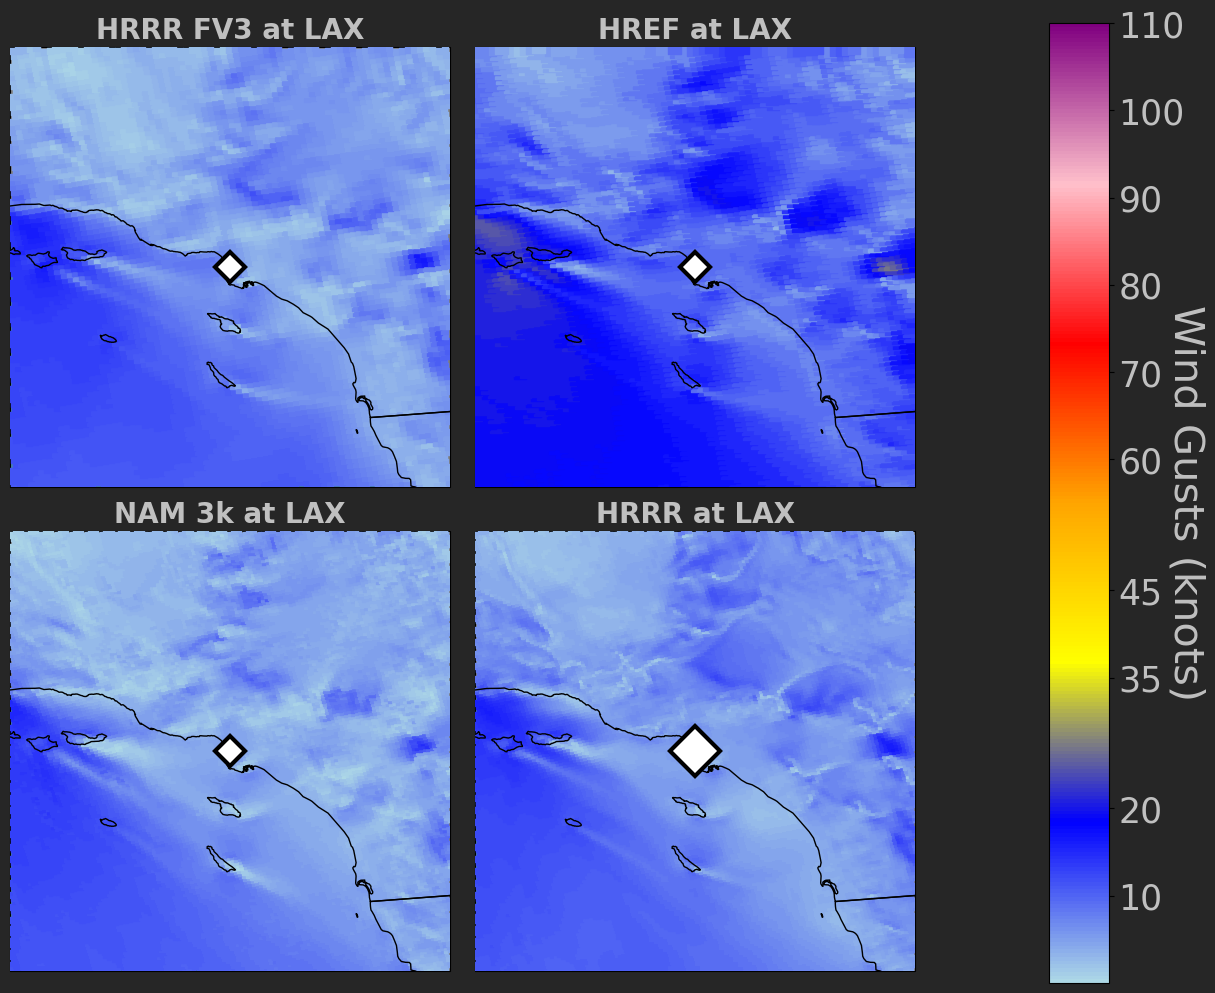 HRRR FV3 at LAX
HREF at LAX
NAM 3k at LAX
HRRR at LAX
110
100
90
80
70
60
45
35
20
10
Wind Gusts (knots)